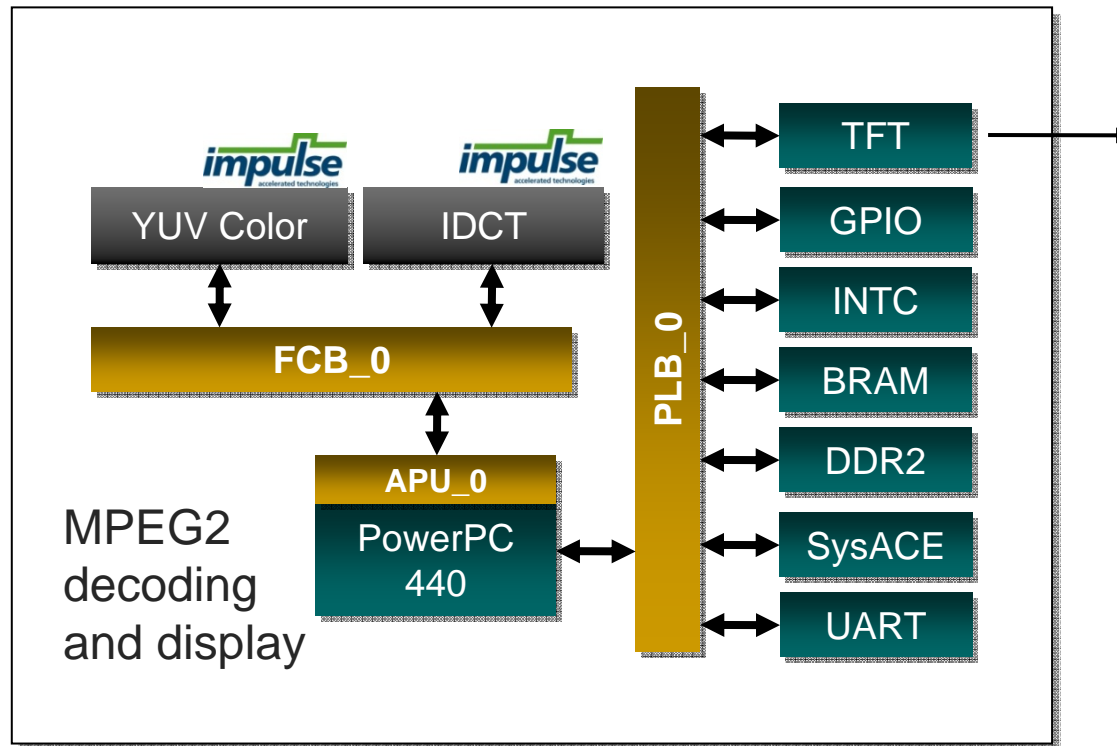 impulse
accelerated technologies
impulse
accelerated technologies
YUV Color
IDCT
FCB_0
APU_0
PowerPC
440
MPEG2
decoding
and display
PLB_0
TFT
GPIO
INTC
BRAM
DDR2
SysACE
UART